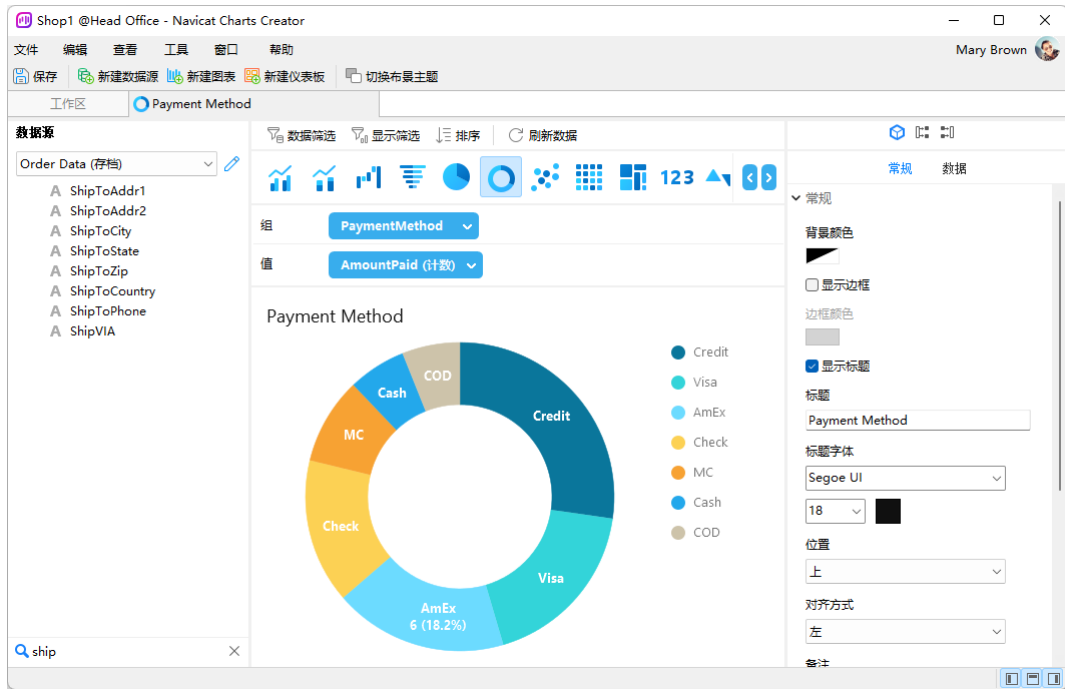 Shop1 @Head Office - Navicat Charts Creator
文件 编辑 查看 工具 窗口 帮助 Mary Brown
保存 新建数据源 新建图表 新建仪表板 切换布景主题
工作区 Payment Method
数据源
Order Data (存档)
A ShipToAddr1
A ShipToAddr2
A ShipToCity
A ShipToState
A ShipToZip
A ShipToCountry
A ShipToPhone
A ShipVIA
ship
数据筛选 显示筛选 排序 刷新数据
123
组 PaymentMethod
值 AmountPaid (计数)
Payment Method
COD
Cash
Credit
MC
Check
Visa
AmEx
6 (18.2%)
Credit
Visa
AmEx
Check
MC
Cash
COD
常规 数据
常规
背景颜色
显示边框
边框颜色
显示标题
标题
Payment Method
标题字体
Segoe UI
18
位置
上
对齐方式
左
备注